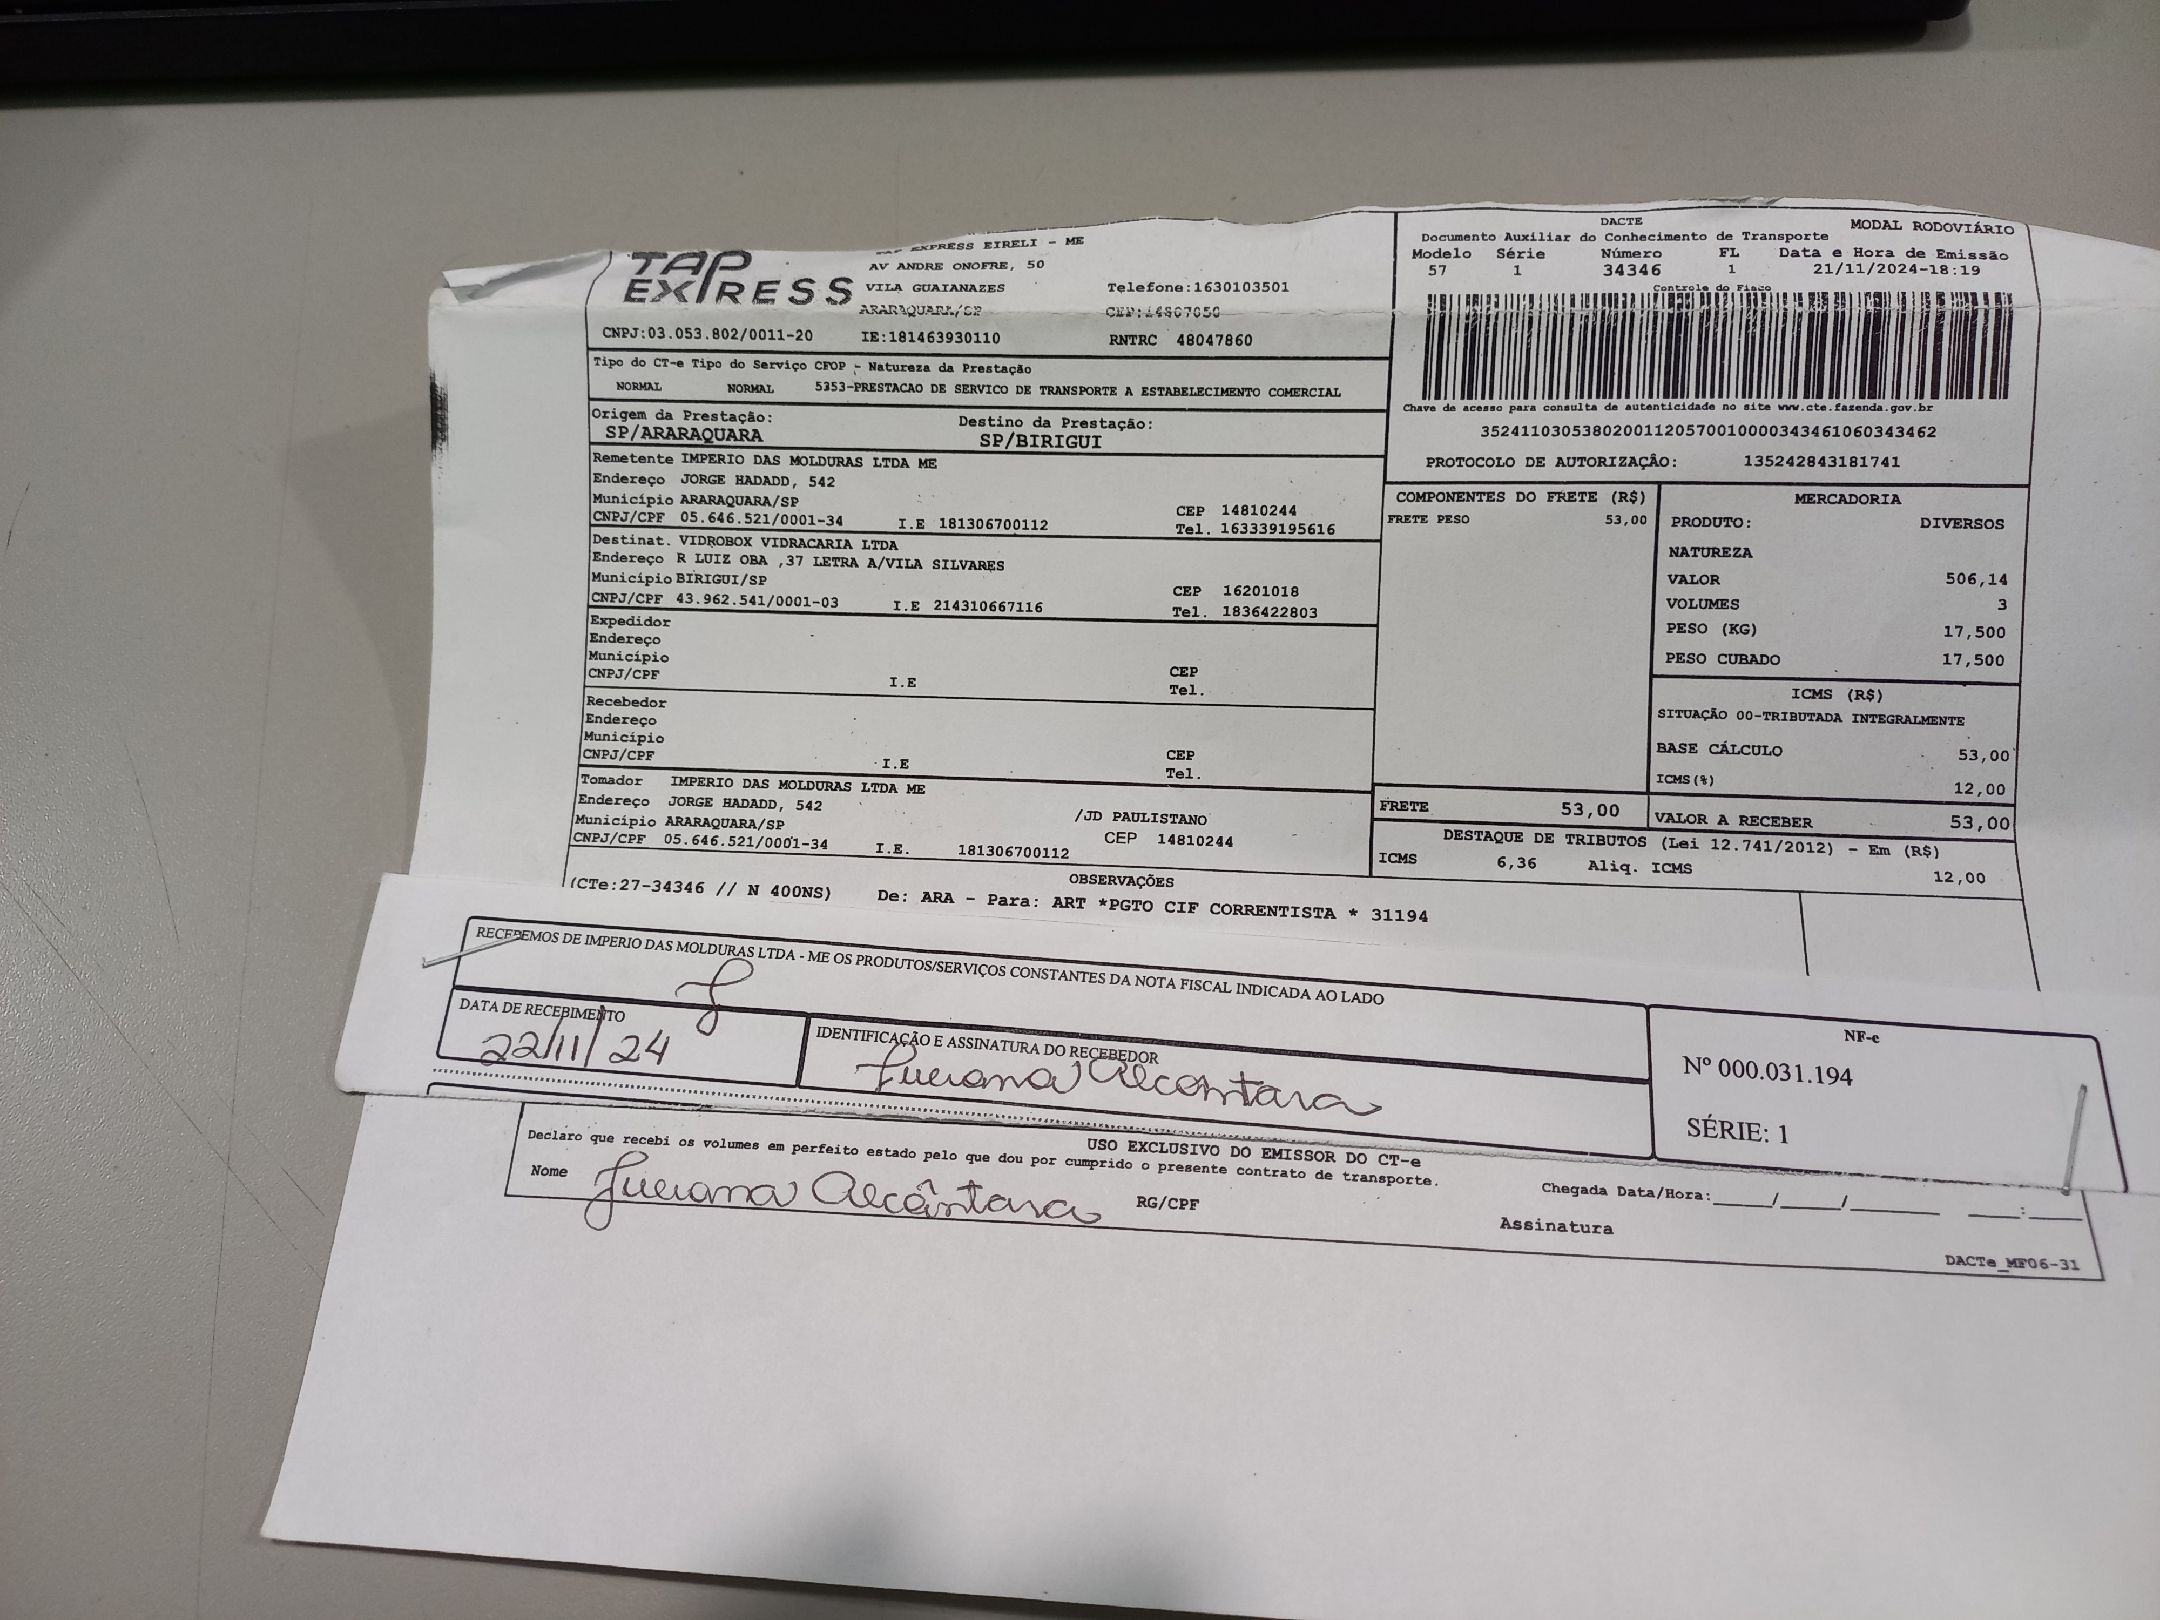 TAP EXPRESS
EXPRESS EIRELI - ME
AV ANDRE ONOFRE, 50
VILA GUAIANAZES Telefone:1630103501
ARARAQUARA/SP CEP:14807050
CNPJ:03.053.802/0011-20 IE:181463930110 RNTRC 48047860
DACTE MODAL RODOVIÁRIO
Documento Auxiliar do Conhecimento de Transporte
Modelo Série Número FL Data e Hora de Emissão
57 1 34346 1 21/11/2024-18:19
Controle do Fisco
Chave de acesso para consulta de autenticidade no site www.cte.fazenda.gov.br
35241103053802001120570010000343461060343462
PROTOCOLO DE AUTORIZAÇÂO: 135242843181741
Tipo do CT-e Tipo do Serviço CFOP - Natureza da Prestação
NORMAL NORMAL 5353-PRESTACAO DE SERVICO DE TRANSPORTE A ESTABELECIMENTO COMERCIAL
Origem da Prestação: Destino da Prestação:
SP/ARARAQUARA SP/BIRIGUI
Remetente IMPERIO DAS MOLDURAS LTDA ME
Endereço JORGE HADADD, 542
Município ARARAQUARA/SP CEP 14810244
CNPJ/CPF 05.646.521/0001-34 I.E 181306700112 Tel. 163339195616
Destinat. VIDROBOX VIDRACARIA LTDA
Endereço R LUIZ OBA ,37 LETRA A/VILA SILVARES
Município BIRIGUI/SP CEP 16201018
CNPJ/CPF 43.962.541/0001-03 I.E 214310667116 Tel. 1836422803
Expedidor
Endereço
Município CEP
CNPJ/CPF I.E Tel.
Recebedor
Endereço
Município CEP
CNPJ/CPF I.E Tel.
Tomador IMPERIO DAS MOLDURAS LTDA ME
Endereço JORGE HADADD, 542 /JD PAULISTANO
Município ARARAQUARA/SP CEP 14810244
CNPJ/CPF 05.646.521/0001-34 I.E. 181306700112
COMPONENTES DO FRETE (R$)
FRETE PESO 53,00
MERCADORIA
PRODUTO: DIVERSOS
NATUREZA
VALOR 506,14
VOLUMES 3
PESO (KG) 17,500
PESO CUBADO 17,500
ICMS (R$)
SITUAÇÃO 00-TRIBUTADA INTEGRALMENTE
BASE CÁLCULO 53,00
ICMS(%) 12,00
FRETE 53,00 VALOR A RECEBER 53,00
DESTAQUE DE TRIBUTOS (Lei 12.741/2012) - Em (R$)
ICMS 6,36 Aliq. ICMS 12,00
OBSERVAÇÕES
(CTe:27-34346 // N 400NS) De: ARA - Para: ART *PGTO CIF CORRENTISTA * 31194
RECEBEMOS DE IMPERIO DAS MOLDURAS LTDA - ME OS PRODUTOS/SERVIÇOS CONSTANTES DA NOTA FISCAL INDICADA AO LADO
DATA DE RECEBIMENTO IDENTIFICAÇÃO E ASSINATURA DO RECEBEDOR
22/11/24 Luciana Alcantara
NF-e
Nº 000.031.194
SÉRIE: 1
USO EXCLUSIVO DO EMISSOR DO CT-e
Declaro que recebi os volumes em perfeito estado pelo que dou por cumprido o presente contrato de transporte.
Nome Luciana Alcântara RG/CPF
Chegada Data/Hora:____/____/______ ___:____
Assinatura
DACTe_MF06-31